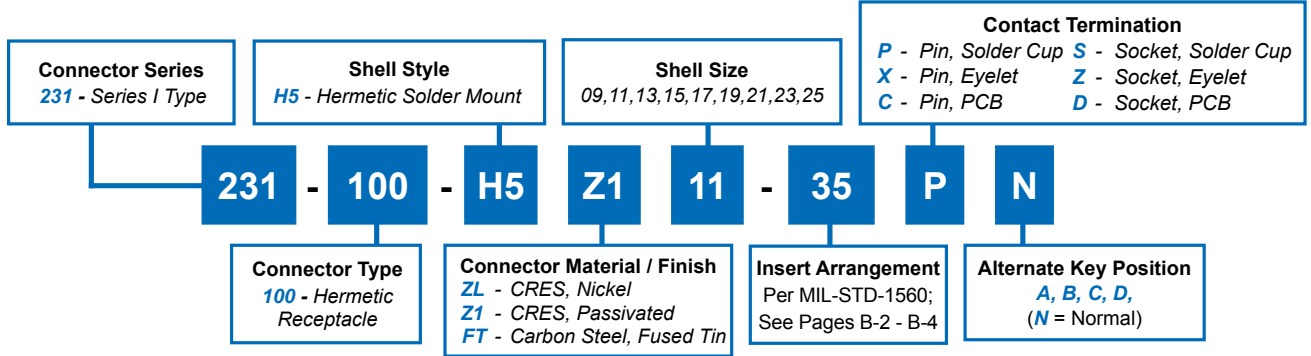 Connector Series
231 - Series I Type
Shell Style
H5 - Hermetic Solder Mount
Shell Size
09,11,13,15,17,19,21,23,25
Contact Termination
P - Pin, Solder Cup S - Socket, Solder Cup
X - Pin, Eyelet Z - Socket, Eyelet
C - Pin, PCB D - Socket, PCB
231 - 100 - H5 Z1 11 - 35 P N
Connector Type
100 - Hermetic
Receptacle
Connector Material / Finish
ZL - CRES, Nickel
Z1 - CRES, Passivated
FT - Carbon Steel, Fused Tin
Insert Arrangement
Per MIL-STD-1560;
See Pages B-2 - B-4
Alternate Key Position
A, B, C, D,
(N = Normal)